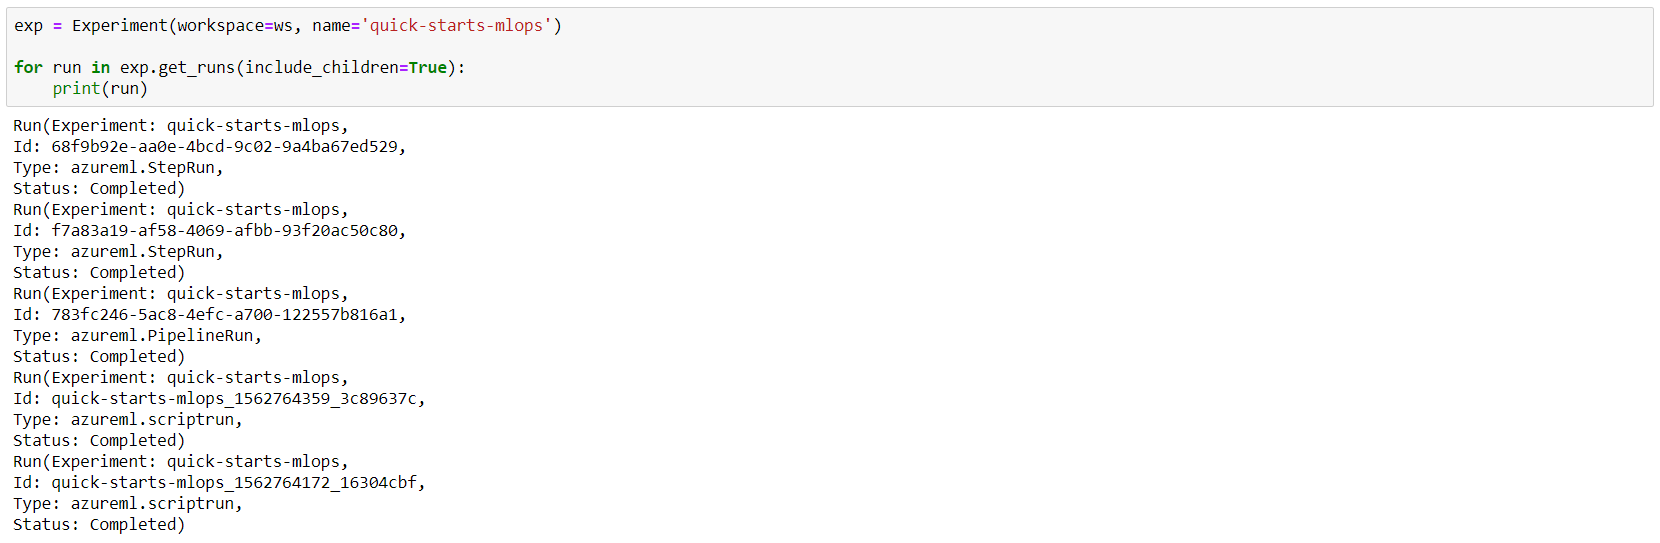 exp = Experiment(workspace=ws, name='quick-starts-mlops')

for run in exp.get_runs(include_children=True):
    print(run)

Run(Experiment: quick-starts-mlops,
Id: 68f9b92e-aa0e-4bcd-9c02-9a4ba67ed529,
Type: azureml.StepRun,
Status: Completed)
Run(Experiment: quick-starts-mlops,
Id: f7a83a19-af58-4069-afbb-93f20ac50c80,
Type: azureml.StepRun,
Status: Completed)
Run(Experiment: quick-starts-mlops,
Id: 783fc246-5ac8-4efc-a700-122557b816a1,
Type: azureml.PipelineRun,
Status: Completed)
Run(Experiment: quick-starts-mlops,
Id: quick-starts-mlops_1562764359_3c89637c,
Type: azureml.scriptrun,
Status: Completed)
Run(Experiment: quick-starts-mlops,
Id: quick-starts-mlops_1562764172_16304cbf,
Type: azureml.scriptrun,
Status: Completed)